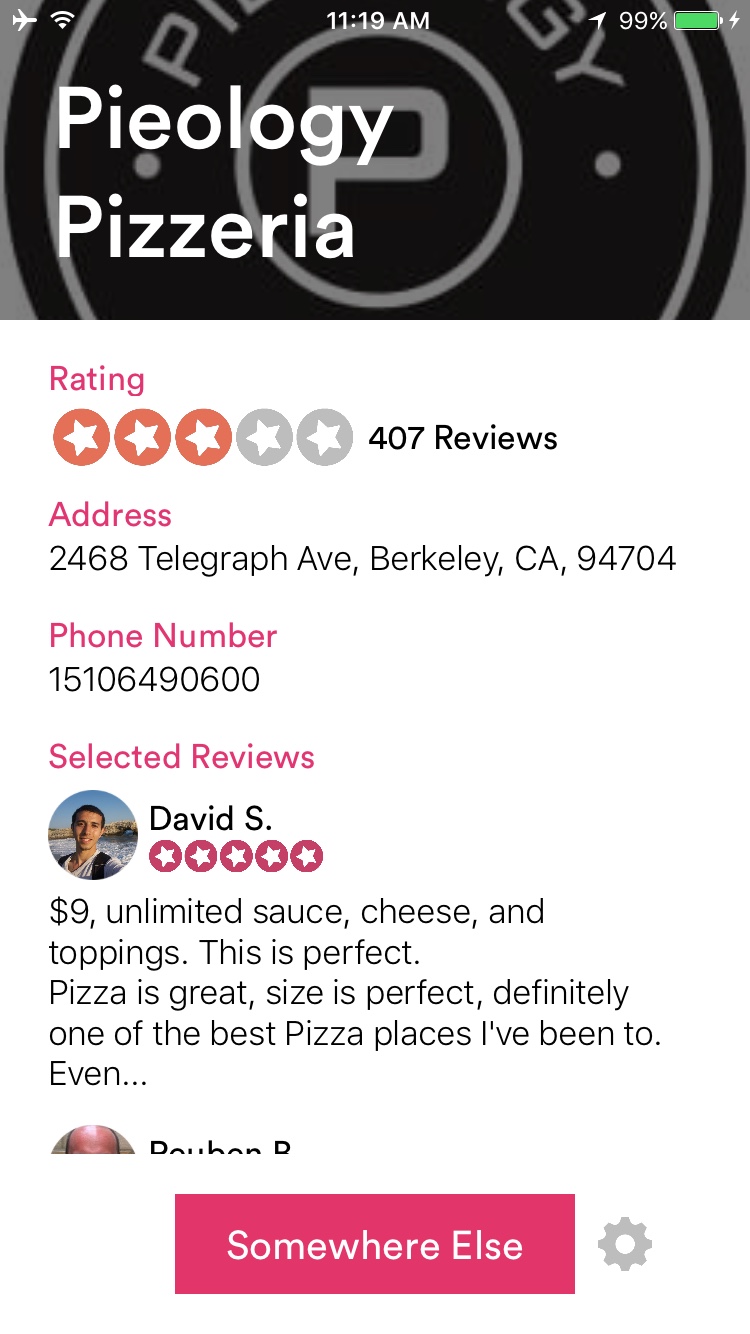 11:19 AM
99%
Pieology
Pizzeria
P
Rating
407 Reviews
Address
2468 Telegraph Ave, Berkeley, CA, 94704
Phone Number
15106490600
Selected Reviews
David S.
$9, unlimited sauce, cheese, and
toppings. This is perfect.
Pizza is great, size is perfect, definitely
one of the best Pizza places I've been to.
Even...
Reuben B
Somewhere Else